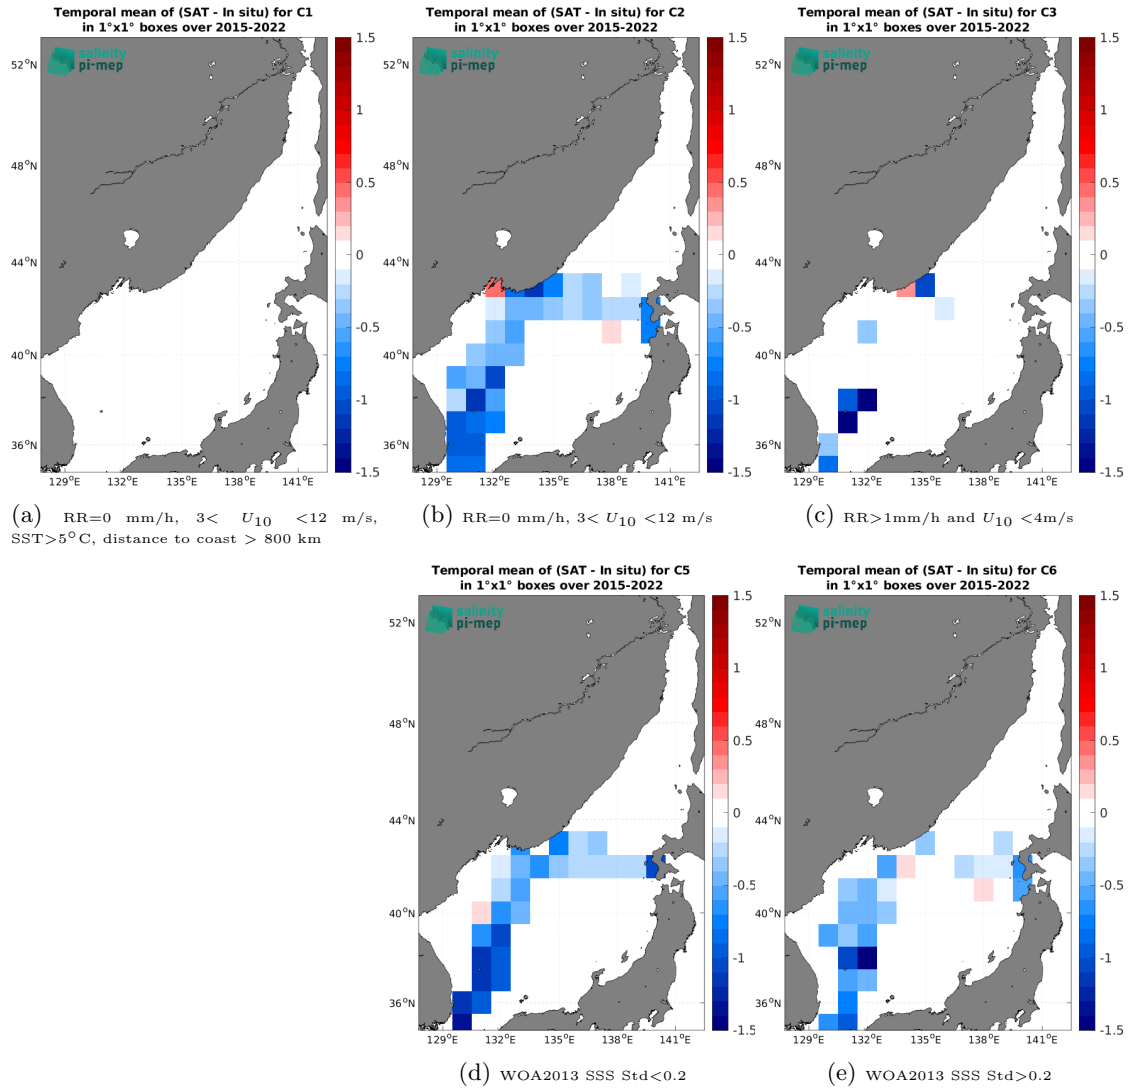 Temporal mean of (SAT - In situ) for C1
in 1°x1° boxes over 2015-2022
salinity
pi-mep
52°N
48°N
44°N
40°N
36°N
129°E 132°E 135°E 138°E 141°E
1.5
1
0.5
0
-0.5
-1
-1.5
(a) RR=0 mm/h, 3< U10 <12 m/s,
SST>5°C, distance to coast > 800 km
Temporal mean of (SAT - In situ) for C2
in 1°x1° boxes over 2015-2022
salinity
pi-mep
52°N
48°N
44°N
40°N
36°N
129°E 132°E 135°E 138°E 141°E
1.5
1
0.5
0
-0.5
-1
-1.5
(b) RR=0 mm/h, 3< U10 <12 m/s
Temporal mean of (SAT - In situ) for C3
in 1°x1° boxes over 2015-2022
salinity
pi-mep
52°N
48°N
44°N
40°N
36°N
129°E 132°E 135°E 138°E 141°E
1.5
1
0.5
0
-0.5
-1
-1.5
(c) RR>1mm/h and U10 <4m/s
Temporal mean of (SAT - In situ) for C5
in 1°x1° boxes over 2015-2022
salinity
pi-mep
52°N
48°N
44°N
40°N
36°N
129°E 132°E 135°E 138°E 141°E
1.5
1
0.5
0
-0.5
-1
-1.5
(d) WOA2013 SSS Std<0.2
Temporal mean of (SAT - In situ) for C6
in 1°x1° boxes over 2015-2022
salinity
pi-mep
52°N
48°N
44°N
40°N
36°N
129°E 132°E 135°E 138°E 141°E
1.5
1
0.5
0
-0.5
-1
-1.5
(e) WOA2013 SSS Std>0.2